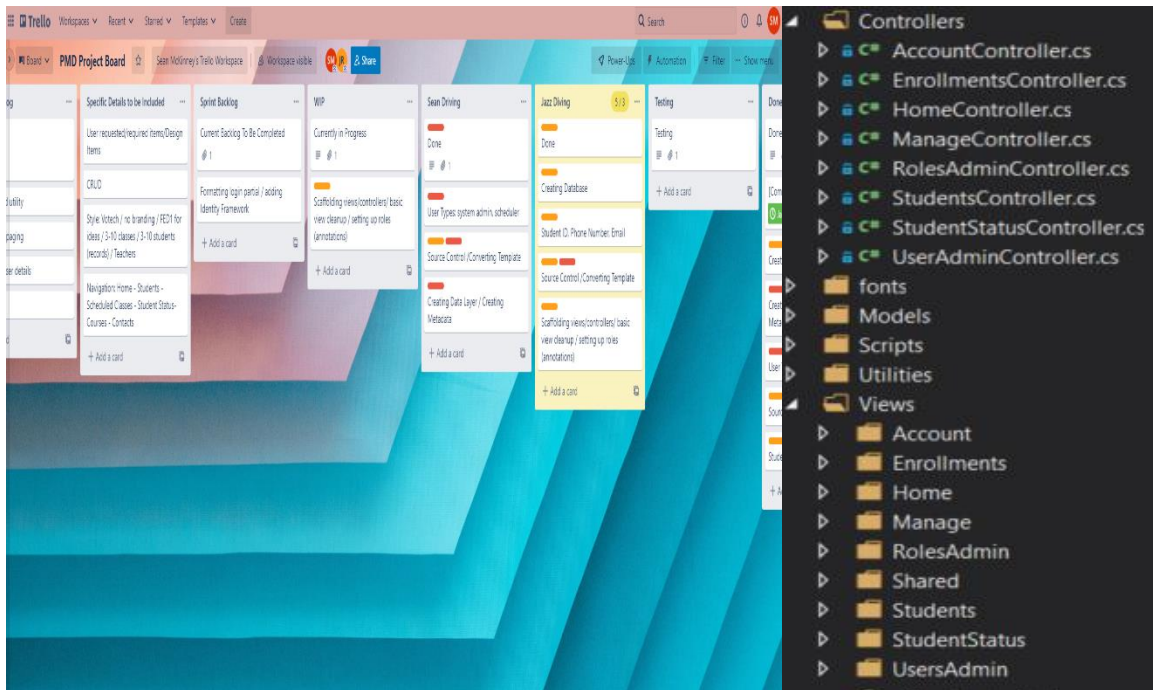 Trello Workspaces Recent Starred Templates Create
Search
SM
Board PMD Project Board Sean McKinney's Trello Workspace Workspace visible SM JR Share
Power-Ups Automation Filter Show menu
Specific Details to be Included
User requested/required items/Design
Items
CRUD
Style: Votech / no branding / FED1 for
ideas / 3-10 classes / 3-10 students
(records) / Teachers
Navigation: Home - Students -
Scheduled Classes - Student Status-
Courses - Contacts
+ Add a card
Sprint Backlog
Current Backlog To Be Completed
1
Formatting login partial / adding
Identity Framework
+ Add a card
WIP
Currently in Progress
1
Scaffolding views/controllers/ basic
view cleanup / setting up roles
(annotations)
+ Add a card
Sean Driving
Done
1
User Types: system admin, scheduler
Source Control /Converting Template
Creating Data Layer / Creating
Metadata
+ Add a card
Jazz Diving 5/3
Done
Creating Database
Student ID, Phone Number, Email
Source Control /Converting Template
Scaffolding views/controllers/ basic
view cleanup / setting up roles
(annotations)
+ Add a card
Testing
Testing
1
+ Add a card
Done
Controllers
C# AccountController.cs
C# EnrollmentsController.cs
C# HomeController.cs
C# ManageController.cs
C# RolesAdminController.cs
C# StudentsController.cs
C# StudentStatusController.cs
C# UserAdminController.cs
fonts
Models
Scripts
Utilities
Views
Account
Enrollments
Home
Manage
RolesAdmin
Shared
Students
StudentStatus
UsersAdmin